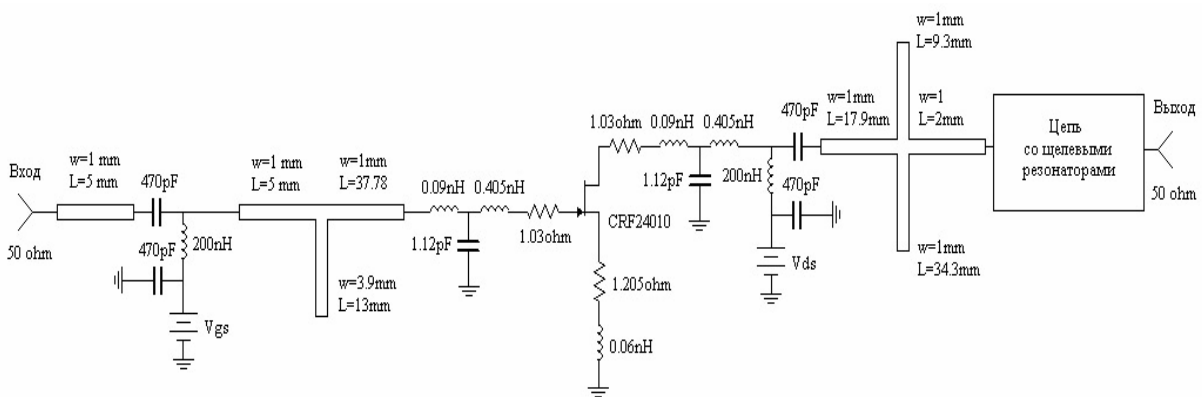 Вход
50 ohm
w=1 mm
L=5 mm
470pF
200nH
470pF
Vgs
w=1 mm
L=5 mm
w=1mm
L=37.78
w=3.9mm
L=13mm
0.09nH
0.405nH
1.12pF
1.03ohm
CRF24010
1.205ohm
0.06nH
1.03ohm
0.09nH
0.405nH
1.12pF
200nH
470pF
470pF
Vds
w=1mm
L=17.9mm
w=1mm
L=9.3mm
w=1
L=2mm
w=1mm
L=34.3mm
Цепь
со щелевыми
резонаторами
Выход
50 ohm